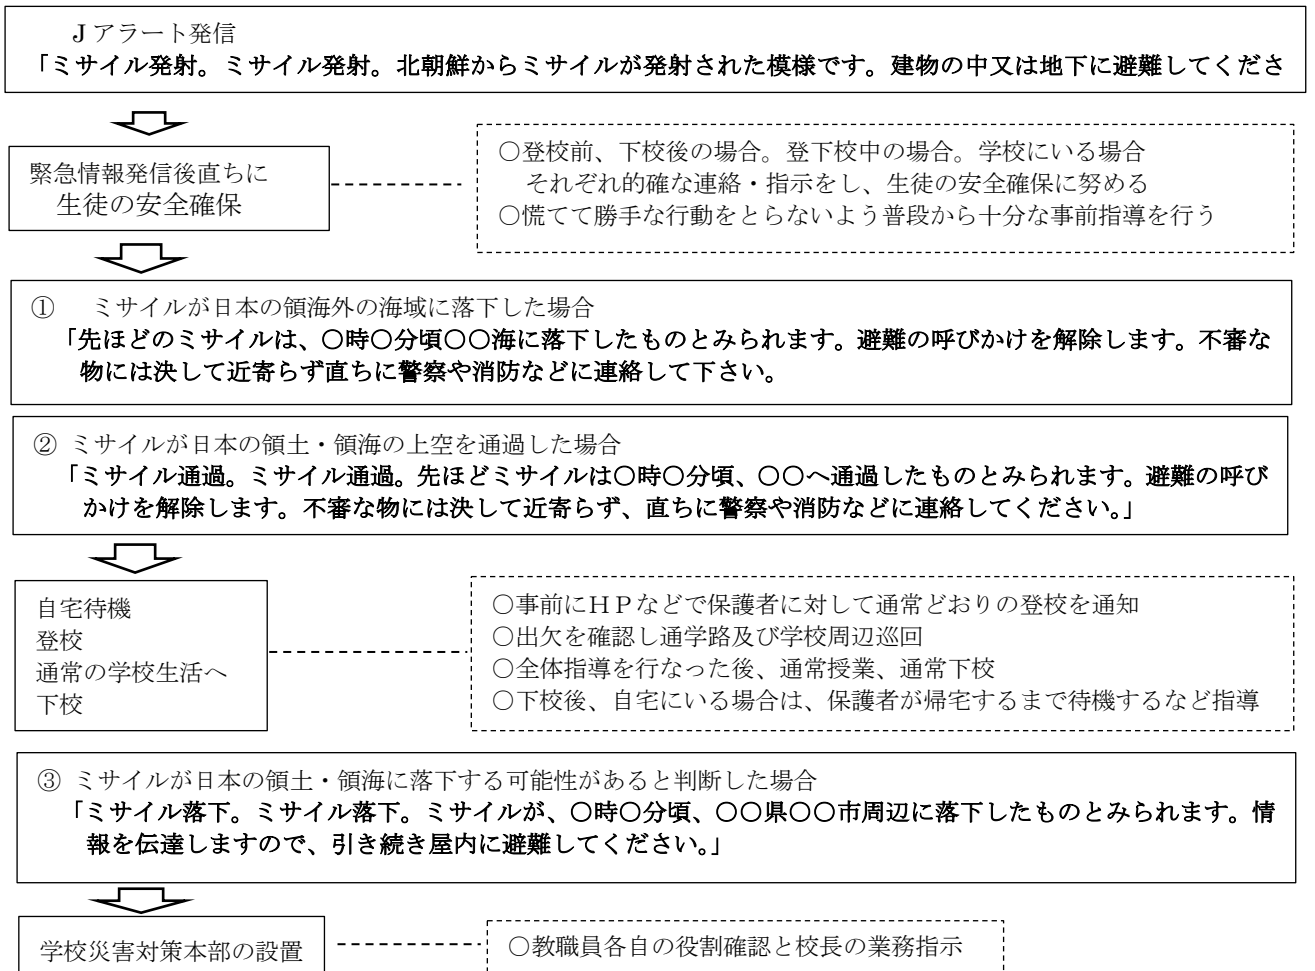 Ｊアラート発信
「ミサイル発射。ミサイル発射。北朝鮮からミサイルが発射された模様です。建物の中又は地下に避難してくださ
緊急情報発信後直ちに
生徒の安全確保
○登校前、下校後の場合。登下校中の場合。学校にいる場合
それぞれ的確な連絡・指示をし、生徒の安全確保に努める
○慌てて勝手な行動をとらないよう普段から十分な事前指導を行う
① ミサイルが日本の領海外の海域に落下した場合
「先ほどのミサイルは、○時○分頃○○海に落下したものとみられます。避難の呼びかけを解除します。不審な
物には決して近寄らず直ちに警察や消防などに連絡して下さい。
② ミサイルが日本の領土・領海の上空を通過した場合
「ミサイル通過。ミサイル通過。先ほどミサイルは○時○分頃、○○へ通過したものとみられます。避難の呼び
かけを解除します。不審な物には決して近寄らず、直ちに警察や消防などに連絡してください。」
自宅待機
登校
通常の学校生活へ
下校
○事前にＨＰなどで保護者に対して通常どおりの登校を通知
○出欠を確認し通学路及び学校周辺巡回
○全体指導を行なった後、通常授業、通常下校
○下校後、自宅にいる場合は、保護者が帰宅するまで待機するなど指導
③ ミサイルが日本の領土・領海に落下する可能性があると判断した場合
「ミサイル落下。ミサイル落下。ミサイルが、○時○分頃、○○県○○市周辺に落下したものとみられます。情
報を伝達しますので、引き続き屋内に避難してください。」
学校災害対策本部の設置
○教職員各自の役割確認と校長の業務指示